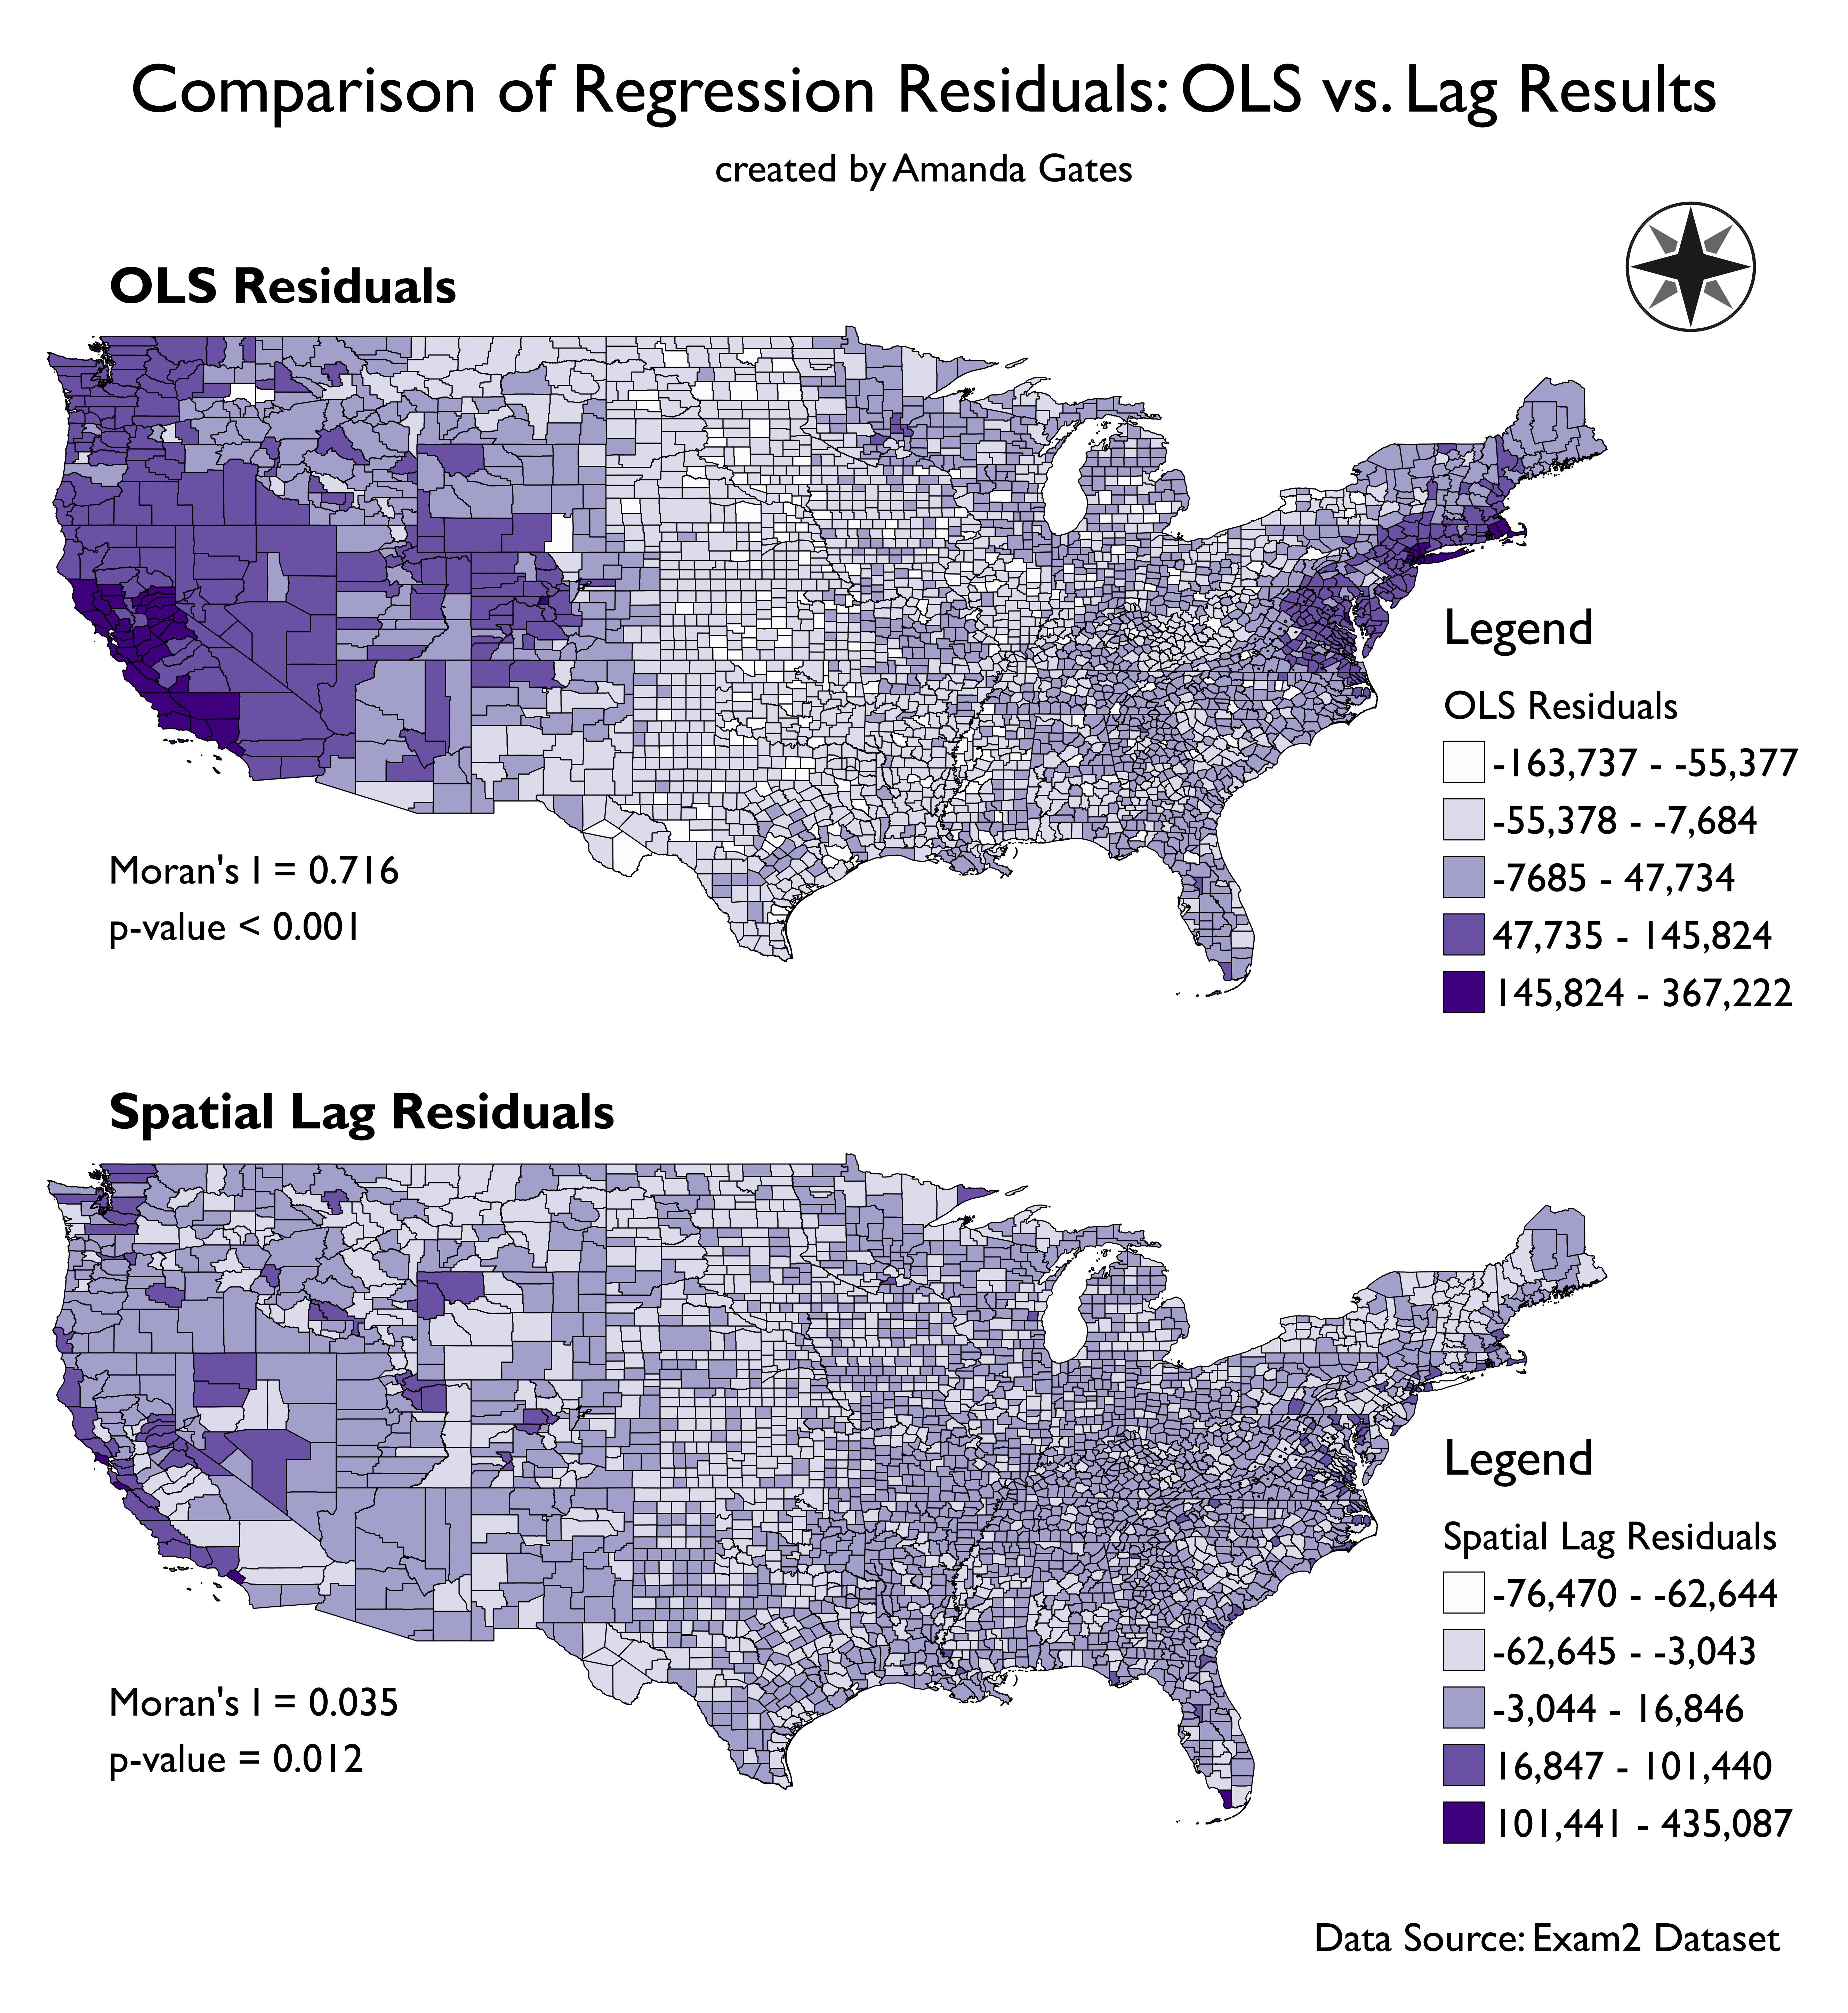 Comparison of Regression Residuals: OLS vs. Lag Results
created by Amanda Gates
OLS Residuals
Legend
OLS Residuals
-163,737 - -55,377
-55,378 - -7,684
-7685 - 47,734
47,735 - 145,824
145,824 - 367,222
Moran's I = 0.716
p-value < 0.001
Spatial Lag Residuals
Legend
Spatial Lag Residuals
-76,470 - -62,644
-62,645 - -3,043
-3,044 - 16,846
16,847 - 101,440
101,441 - 435,087
Moran's I = 0.035
p-value = 0.012
Data Source: Exam2 Dataset